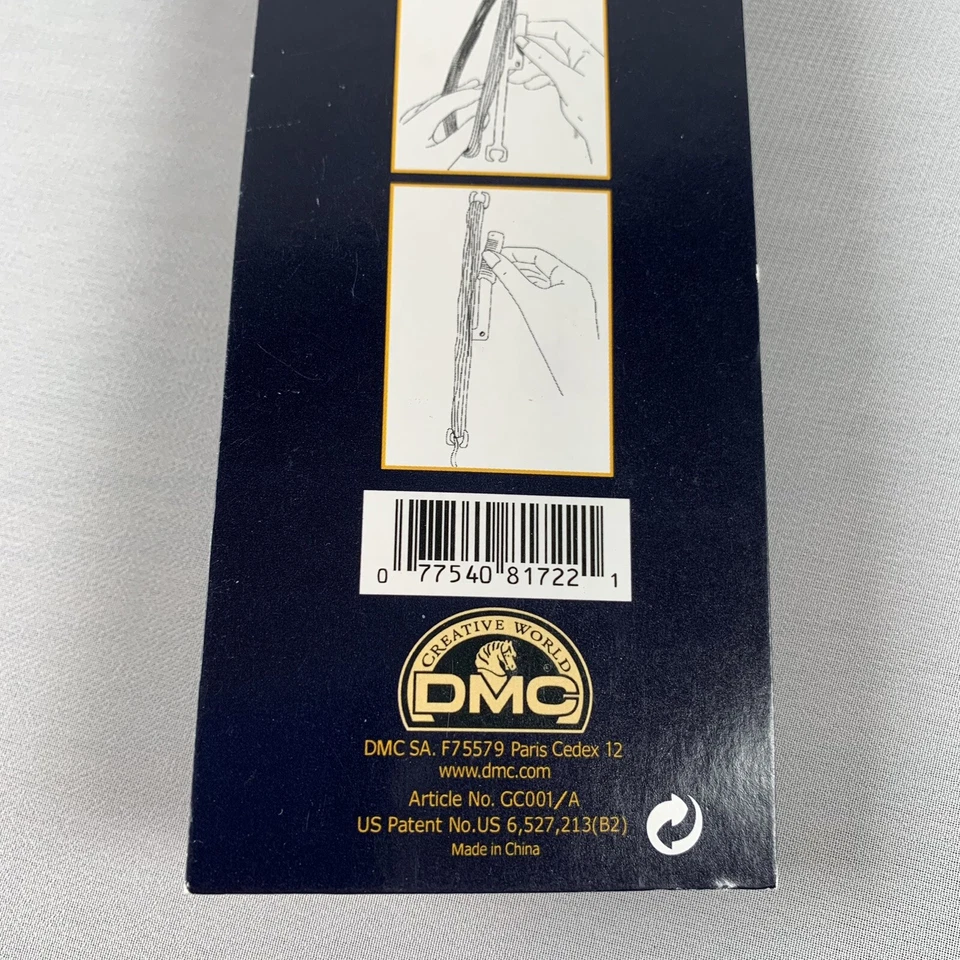 0 77540 81722 1
CREATIVE WORLD
DMC
DMC SA. F75579 Paris Cedex 12
www.dmc.com
Article No. GC001/A
US Patent No.US 6,527,213(B2)
Made in China